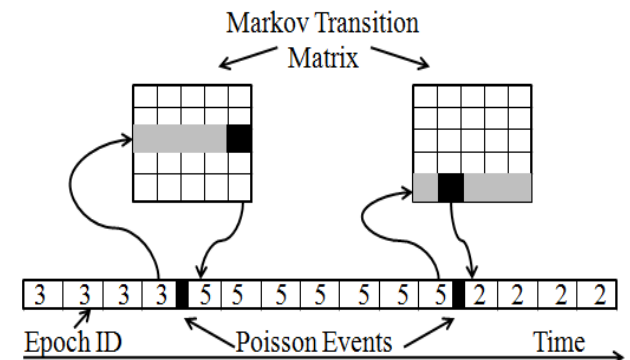 Markov Transition
Matrix
3 3 3 3 5 5 5 5 5 5 5 2 2 2 2
Epoch ID Poisson Events Time